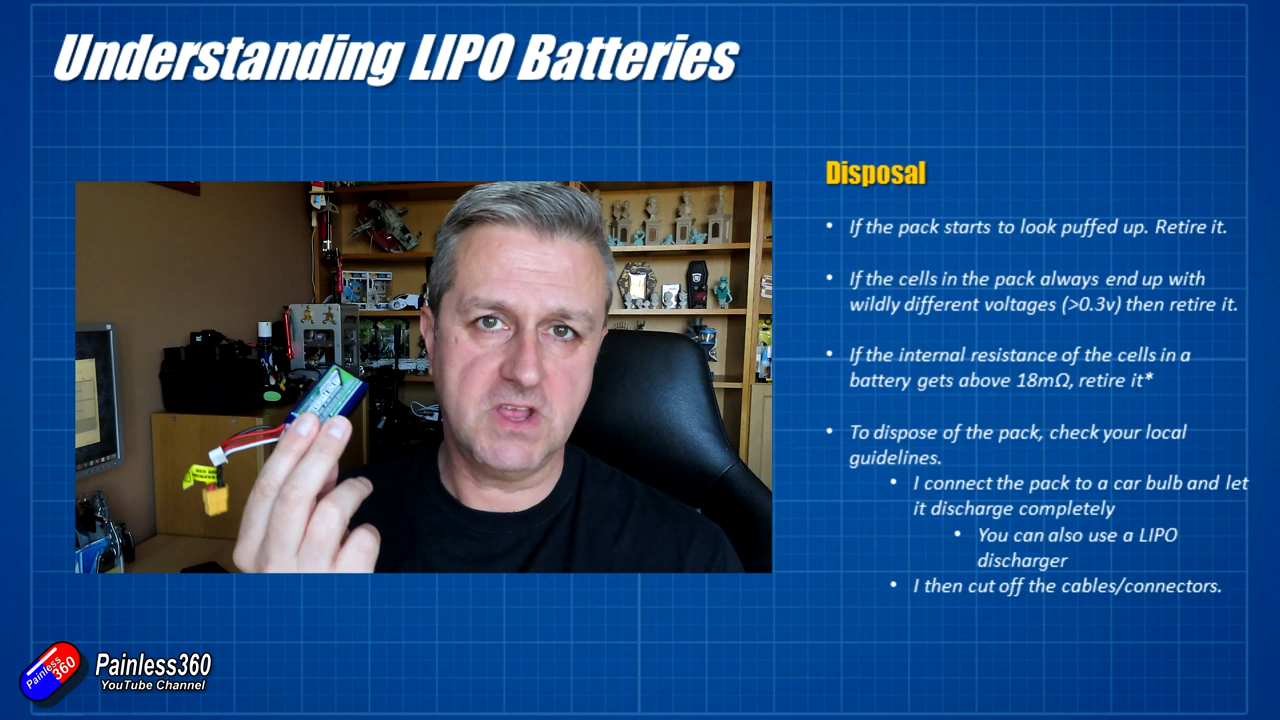 Understanding LIPO Batteries
Disposal
• If the pack starts to look puffed up. Retire it.
• If the cells in the pack always end up with
wildly different voltages (>0.3v) then retire it.
• If the internal resistance of the cells in a
battery gets above 18mΩ, retire it*
• To dispose of the pack, check your local
guidelines.
• I connect the pack to a car bulb and let
it discharge completely
• You can also use a LIPO
discharger
• I then cut off the cables/connectors.
Painless
360
Painless360
YouTube Channel